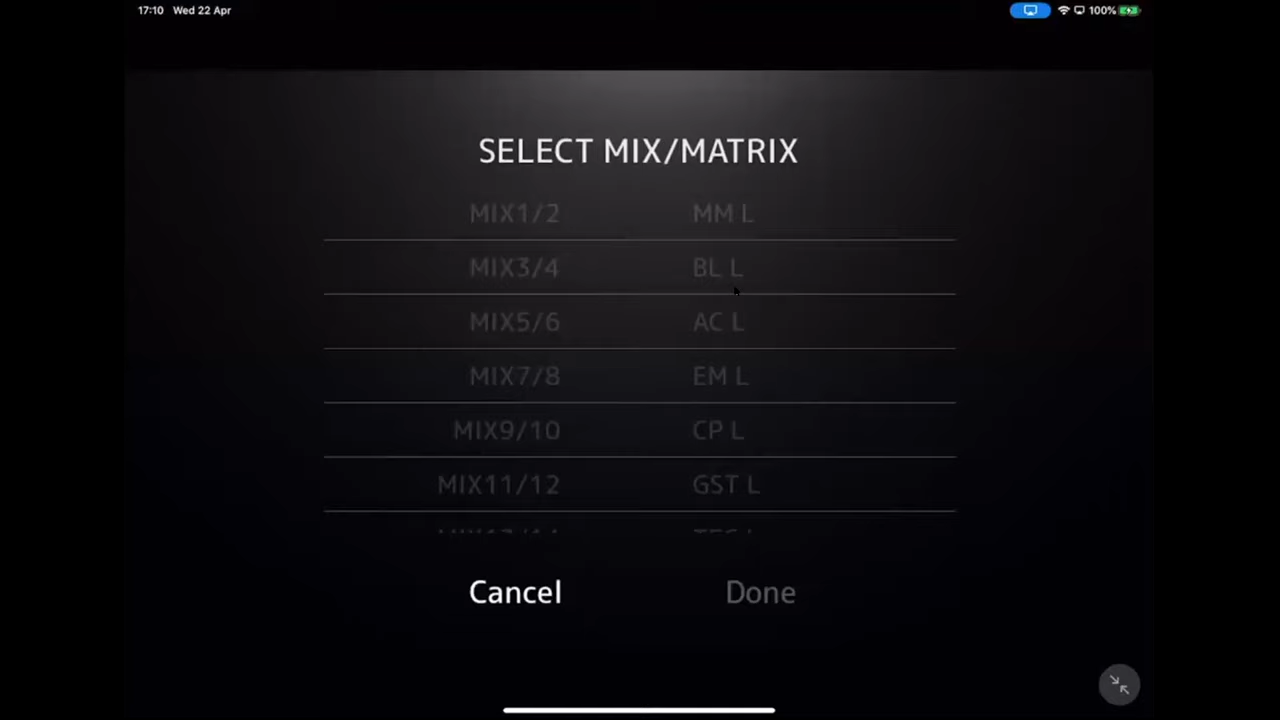 17:10 Wed 22 Apr 100%
SELECT MIX/MATRIX
MIX1/2 MM L
MIX3/4 BL L
MIX5/6 AC L
MIX7/8 EM L
MIX9/10 CP L
MIX11/12 GST L
Cancel Done